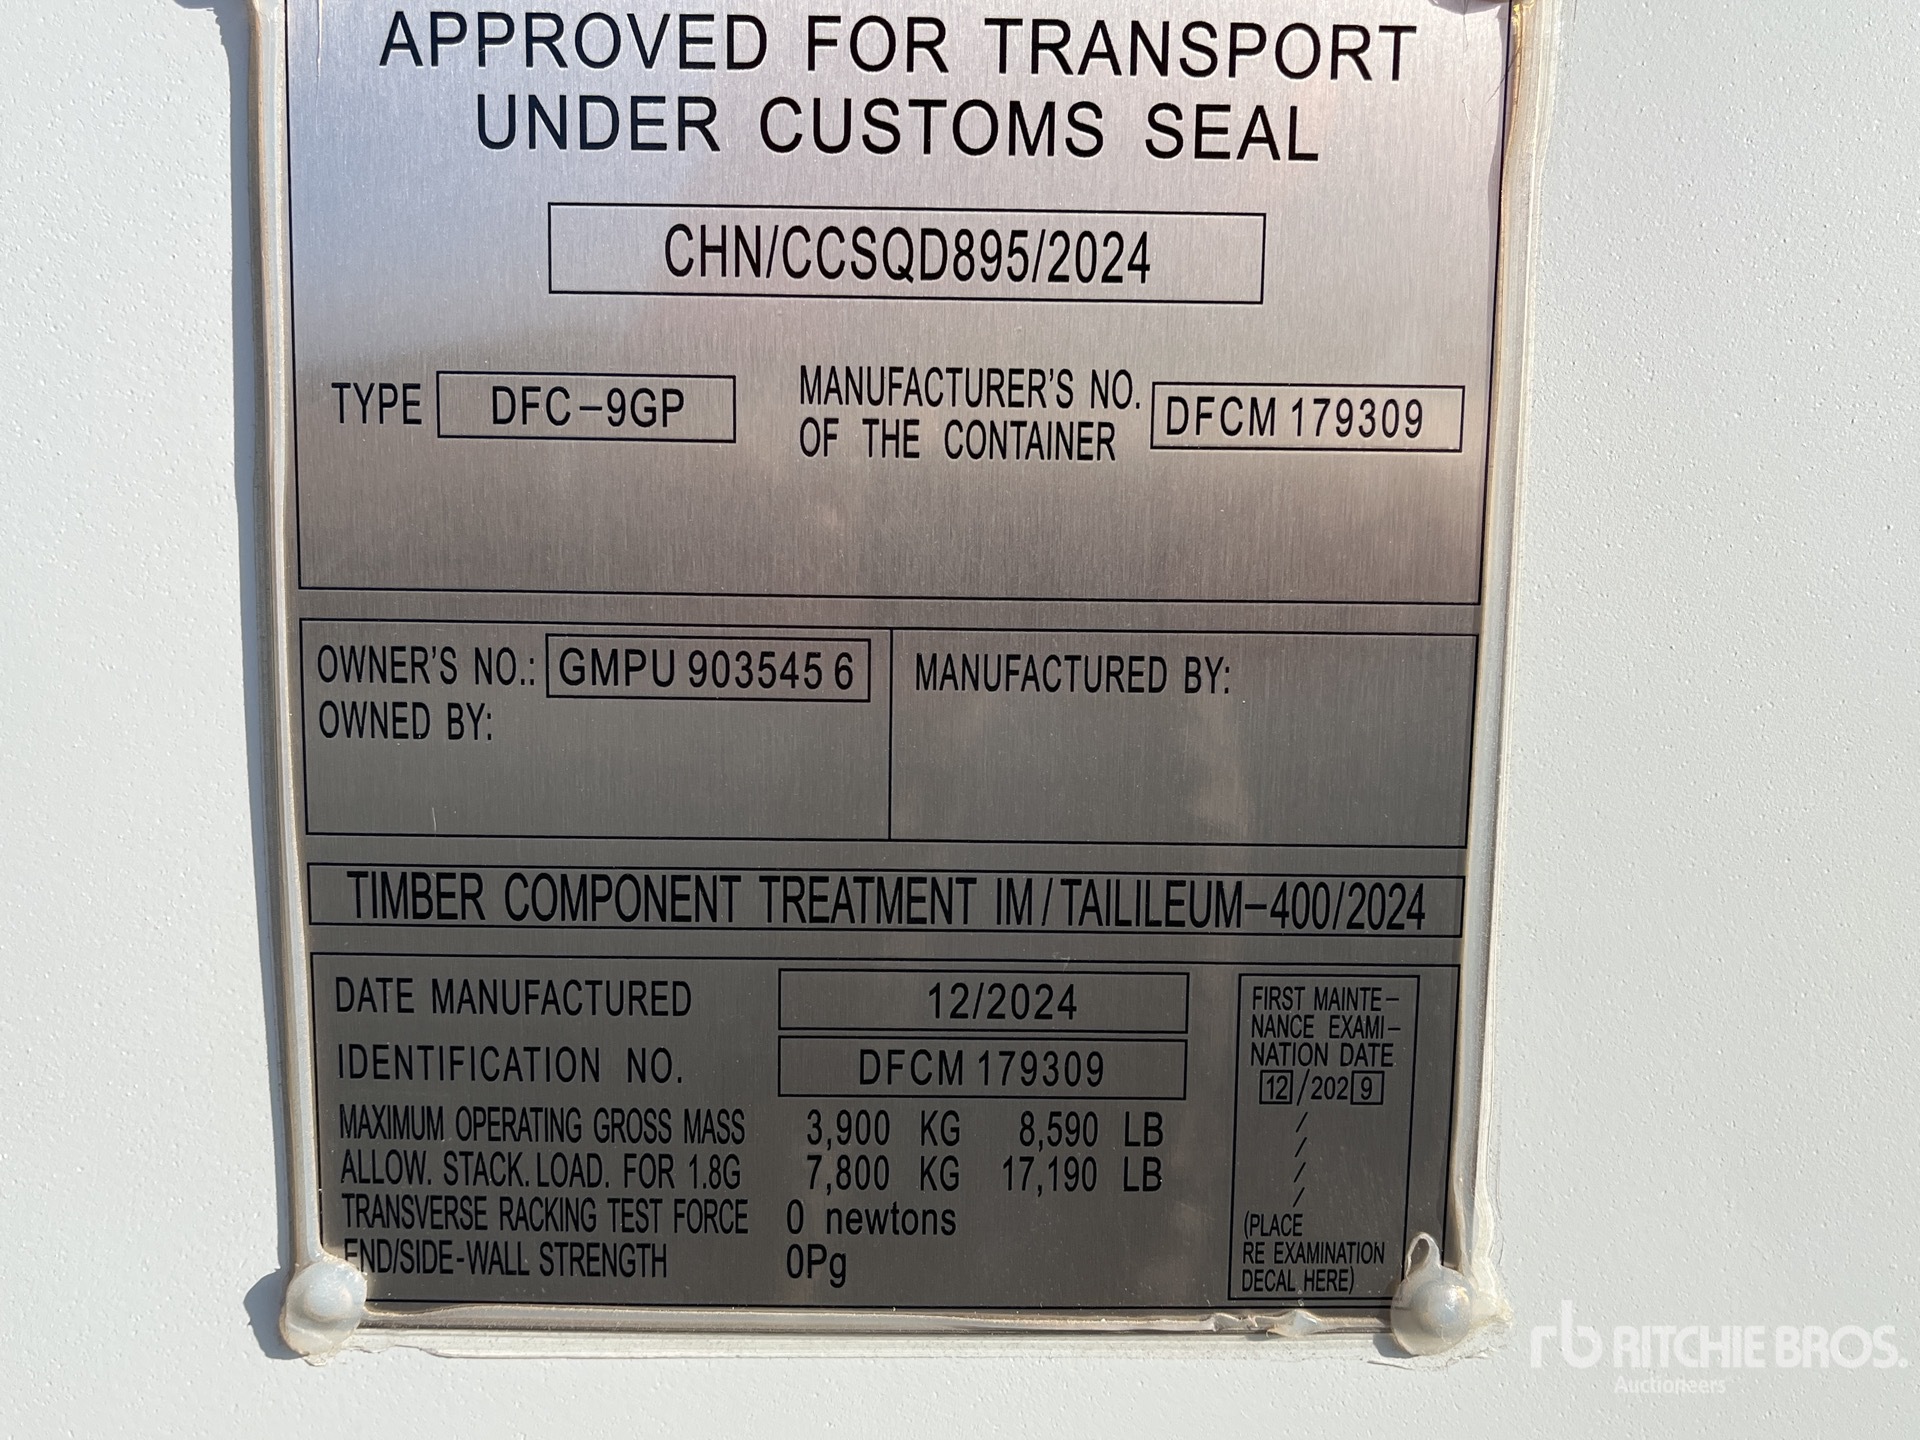 APPROVED FOR TRANSPORT
UNDER CUSTOMS SEAL
CHN/CCSQD895/2024
TYPE DFC-9GP
MANUFACTURER'S NO.
OF THE CONTAINER
DFCM 179309
OWNER'S NO.: GMPU 903545 6
OWNED BY:
MANUFACTURED BY:
TIMBER COMPONENT TREATMENT IM/TAILILEUM-400/2024
DATE MANUFACTURED 12/2024
IDENTIFICATION NO. DFCM 179309
MAXIMUM OPERATING GROSS MASS 3,900 KG 8,590 LB
ALLOW. STACK. LOAD. FOR 1.8G 7,800 KG 17,190 LB
TRANSVERSE RACKING TEST FORCE 0 newtons
END/SIDE-WALL STRENGTH 0Pg
FIRST MAINTE-
NANCE EXAMI-
NATION DATE
12/2029
/
/
/
/
(PLACE
RE EXAMINATION
DECAL HERE)
rb RITCHIE BROS.
Auctioneers